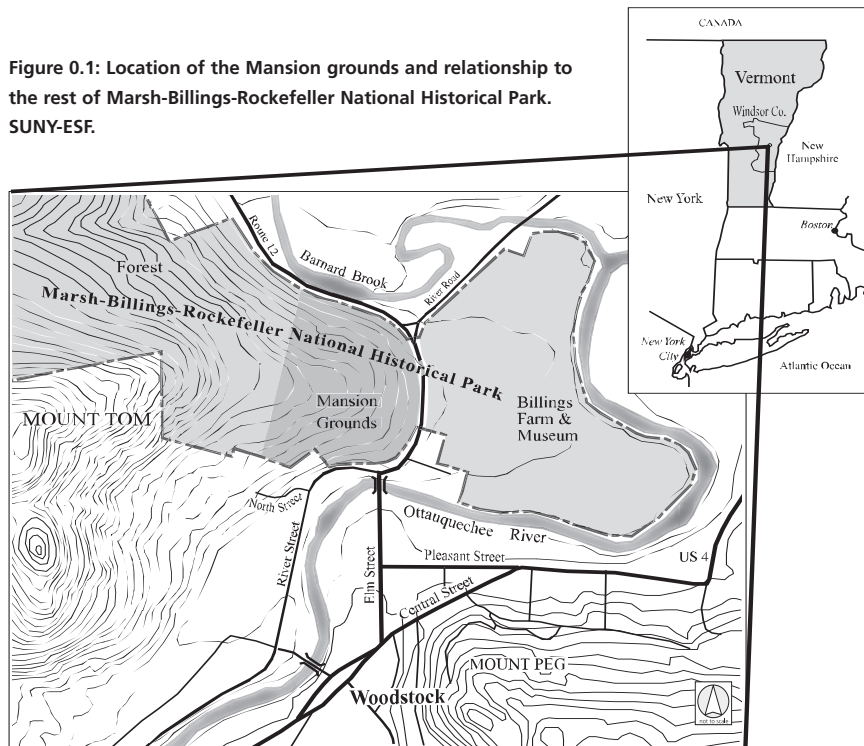 Figure 0.1: Location of the Mansion grounds and relationship to
the rest of Marsh-Billings-Rockefeller National Historical Park.
SUNY-ESF.
CANADA
Vermont
Windsor Co.
New
Hampshire
New York
Boston
New York
City
Atlantic Ocean
Route 12
Barnard Brook
River Road
Forest
Marsh-Billings-Rockefeller National Historical Park
Mansion
Grounds
Billings
Farm &
Museum
MOUNT TOM
North Street
River Street
Elm Street
Ottauquechee River
Pleasant Street
US 4
Central Street
MOUNT PEG
Woodstock
not to scale